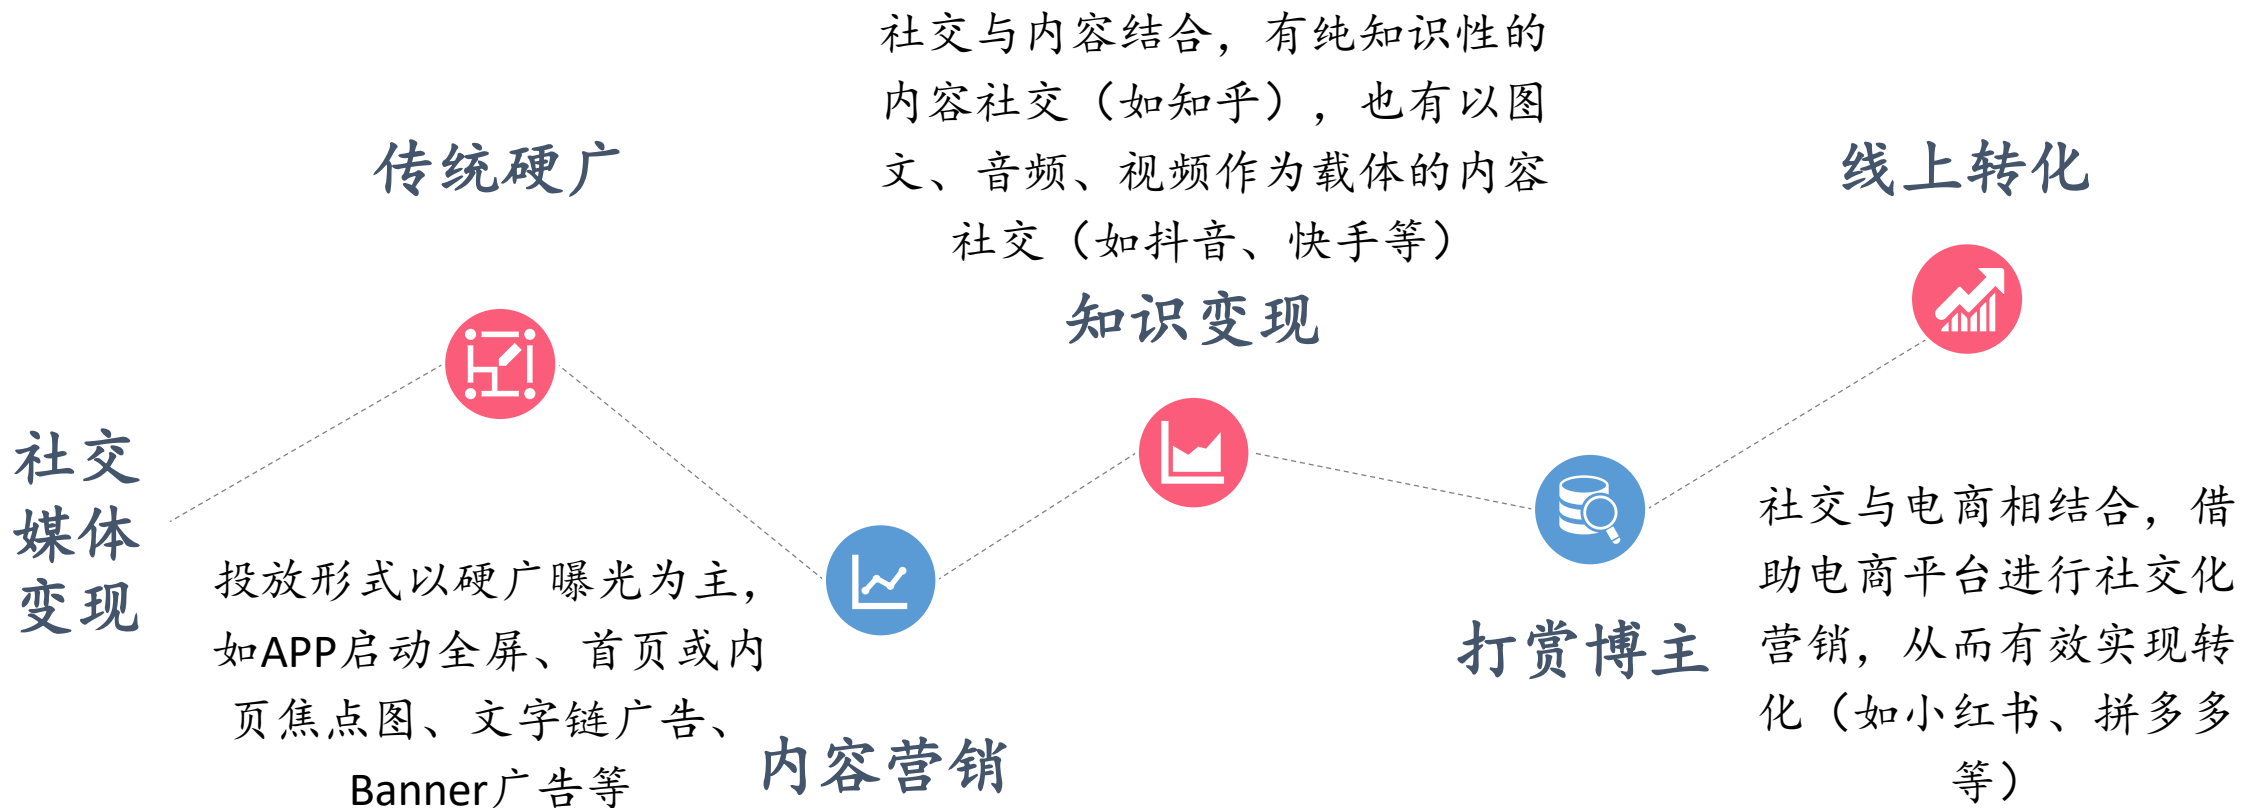 社交
媒体
变现
传统硬广
投放形式以硬广曝光为主，
如APP启动全屏、首页或内
页焦点图、文字链广告、
Banner广告等
内容营销
社交与内容结合，有纯知识性的
内容社交（如知乎），也有以图
文、音频、视频作为载体的内容
社交（如抖音、快手等）
知识变现
打赏博主
线上转化
社交与电商相结合，借
助电商平台进行社交化
营销，从而有效实现转
化（如小红书、拼多多
等）